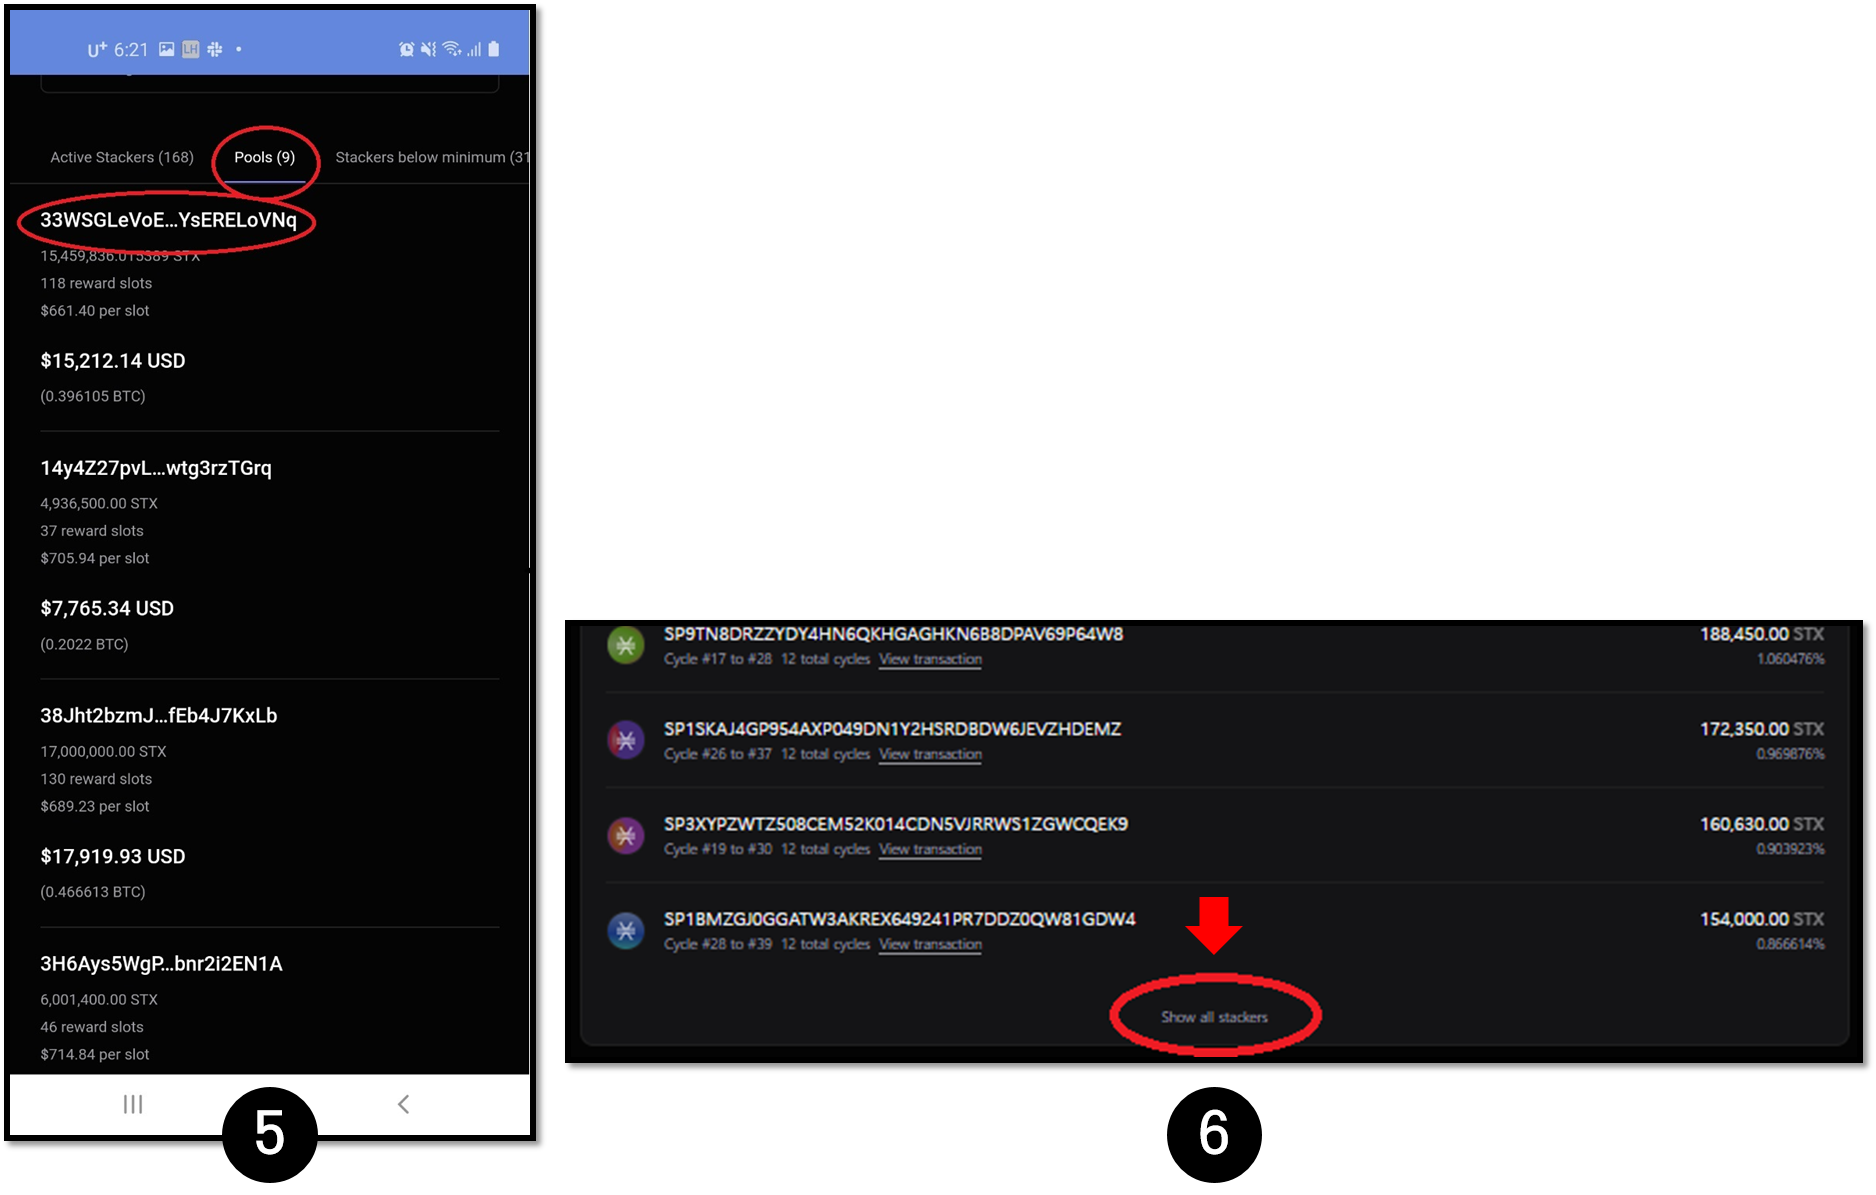 U⁺ 6:21 LH
Active Stackers (168) Pools (9) Stackers below minimum (31
33WSGLeVoE...YsERELoVNq
15,459,836.015389 STX
118 reward slots
$661.40 per slot
$15,212.14 USD
(0.396105 BTC)
14y4Z27pvL...wtg3rzTGrq
4,936,500.00 STX
37 reward slots
$705.94 per slot
$7,765.34 USD
(0.2022 BTC)
38Jht2bzmJ...fEb4J7KxLb
17,000,000.00 STX
130 reward slots
$689.23 per slot
$17,919.93 USD
(0.466613 BTC)
3H6Ays5WgP...bnr2i2EN1A
6,001,400.00 STX
46 reward slots
$714.84 per slot
5
SP9TN8DRZZYDY4HN6QKHGAGHKN6B8DPAV69P64W8 188,450.00 STX
Cycle #17 to #28 12 total cycles View transaction 1.060476%
SP1SKAJ4GP954AXP049DN1Y2HSRDBDW6JEVZHDEMZ 172,350.00 STX
Cycle #26 to #37 12 total cycles View transaction 0.969876%
SP3XYPZWTZ508CEM52K014CDN5VJRRWS1ZGWCQEK9 160,630.00 STX
Cycle #19 to #30 12 total cycles View transaction 0.903923%
SP1BMZGJ0GGATW3AKREX649241PR7DDZ0QW81GDW4 154,000.00 STX
Cycle #28 to #39 12 total cycles View transaction 0.866614%
Show all stackers
6